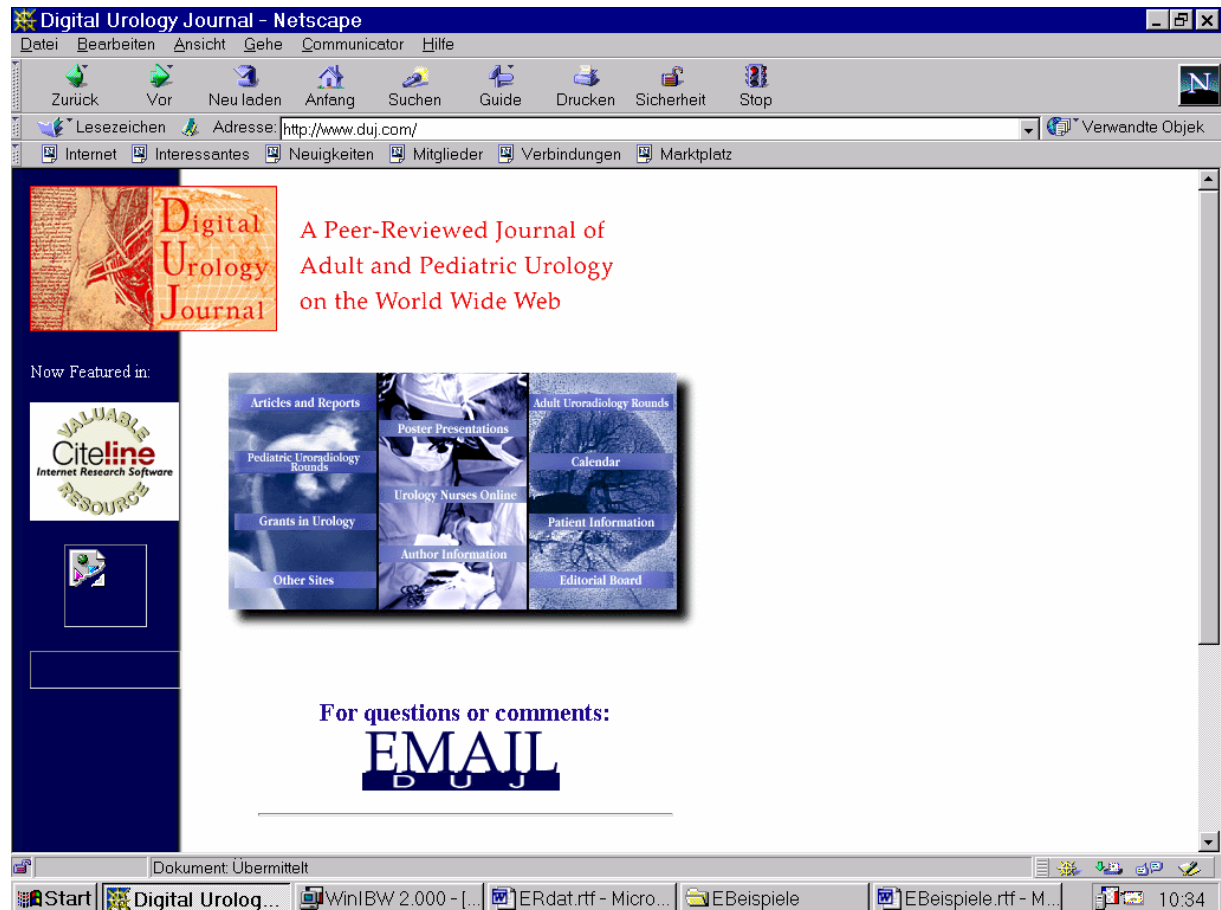 Digital Urology Journal - Netscape
Datei Bearbeiten Ansicht Gehe Communicator Hilfe
Zurück Vor Neu laden Anfang Suchen Guide Drucken Sicherheit Stop
N
Lesezeichen Adresse: http://www.duj.com/ Verwandte Objek
Internet Interessantes Neuigkeiten Mitglieder Verbindungen Marktplatz
Digital
Urology
Journal
A Peer-Reviewed Journal of
Adult and Pediatric Urology
on the World Wide Web
Now Featured in:
VALUABLE
Citeline
Internet Research Software
RESOURCE
Articles and Reports
Pediatric Uroradiology
Rounds
Grants in Urology
Other Sites
Poster Presentations
Urology Nurses Online
Author Information
Adult Uroradiology Rounds
Calendar
Patient Information
Editorial Board
For questions or comments:
EMAIL
DUJ
Dokument: Übermittelt
Start Digital Urolog... WinIBW 2.000 - [... ERdat.rtf - Micro... EBeispiele EBeispiele.rtf - M... 10:34